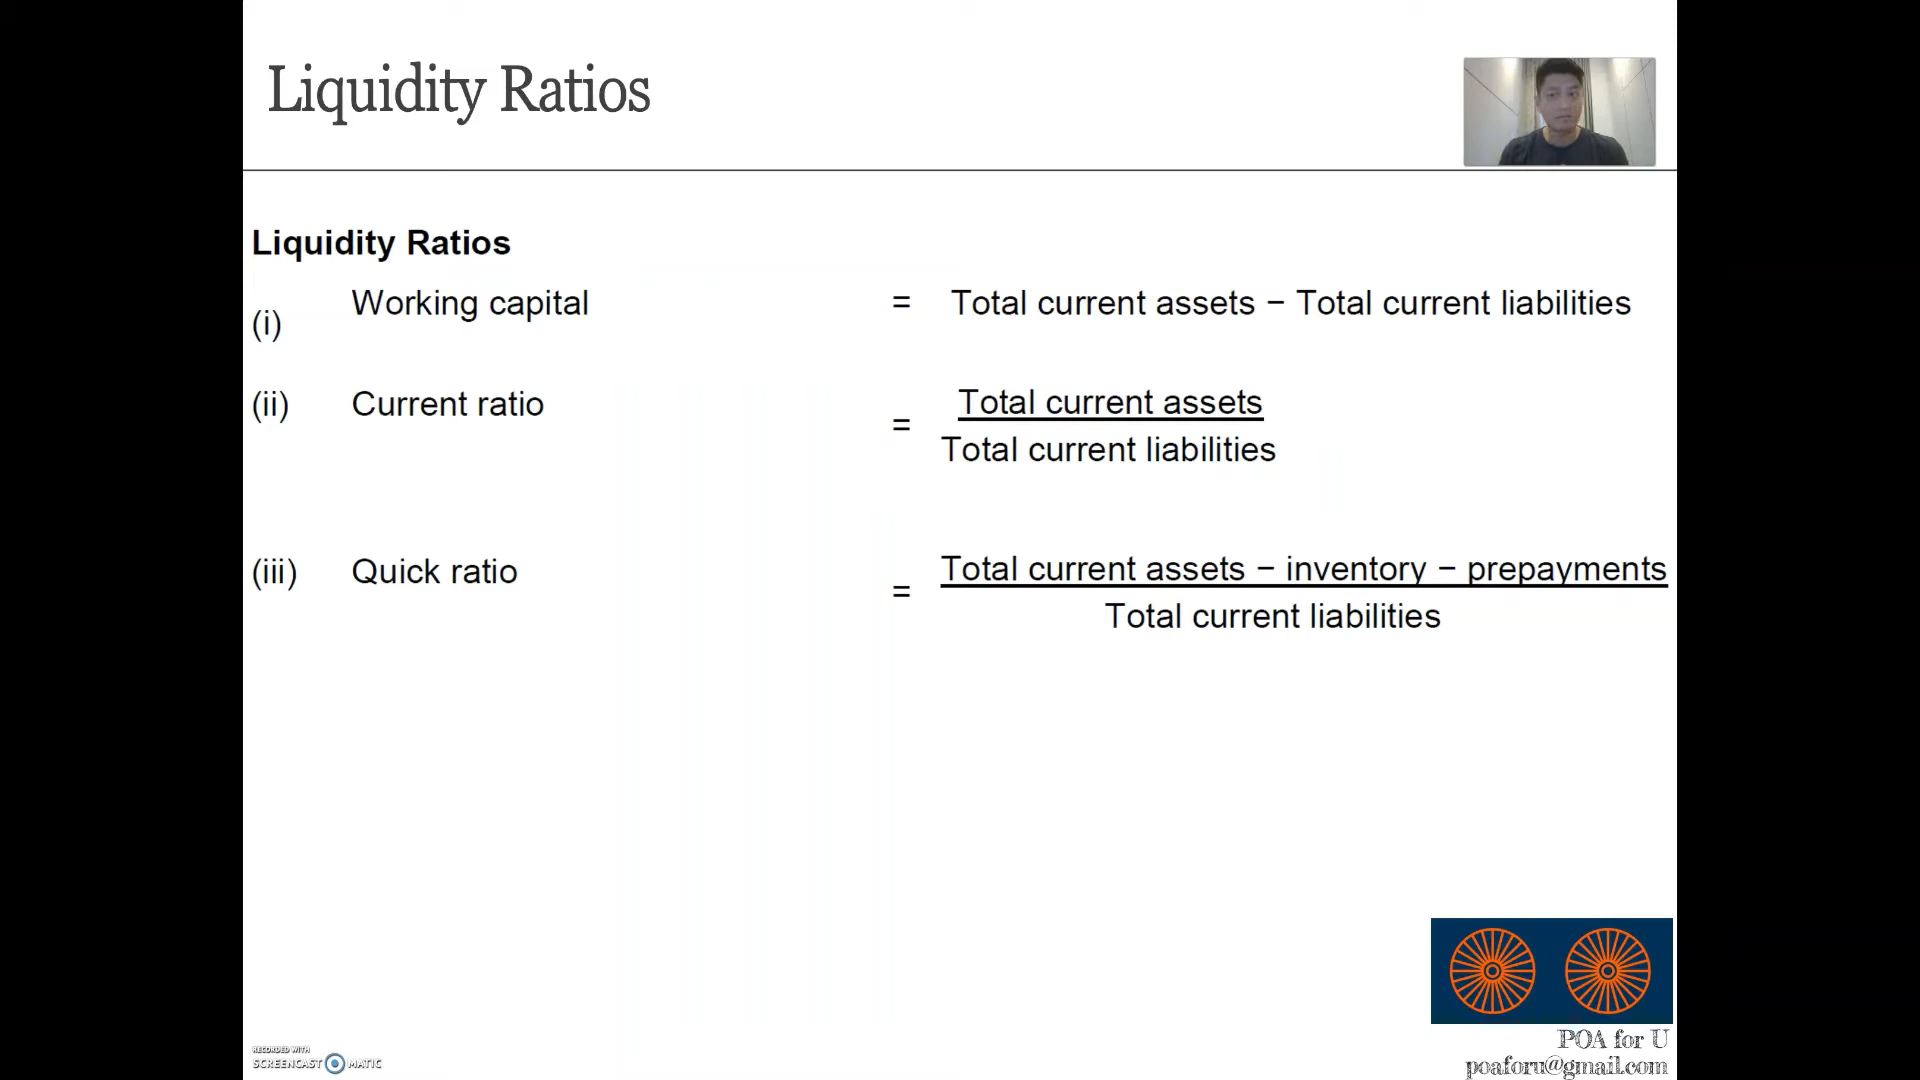 Liquidity Ratios
Liquidity Ratios
(i) Working capital = Total current assets − Total current liabilities
(ii) Current ratio = Total current assets
Total current liabilities
(iii) Quick ratio = Total current assets − inventory − prepayments
Total current liabilities
RECORDED WITH
SCREENCAST MATIC
POA for U
poaforu@gmail.com